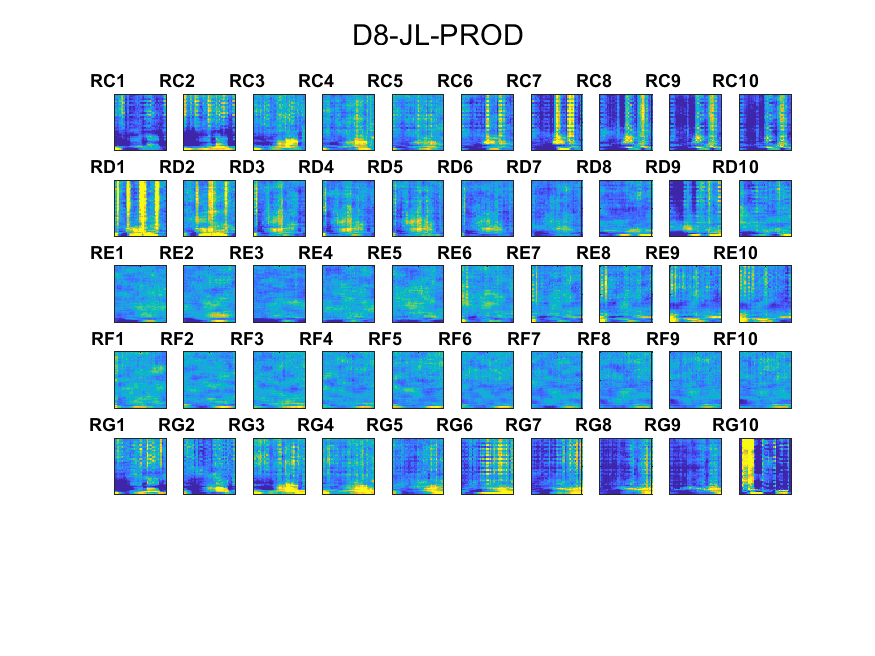 D8-JL-PROD
RC1 RC2 RC3 RC4 RC5 RC6 RC7 RC8 RC9 RC10
RD1 RD2 RD3 RD4 RD5 RD6 RD7 RD8 RD9 RD10
RE1 RE2 RE3 RE4 RE5 RE6 RE7 RE8 RE9 RE10
RF1 RF2 RF3 RF4 RF5 RF6 RF7 RF8 RF9 RF10
RG1 RG2 RG3 RG4 RG5 RG6 RG7 RG8 RG9 RG10